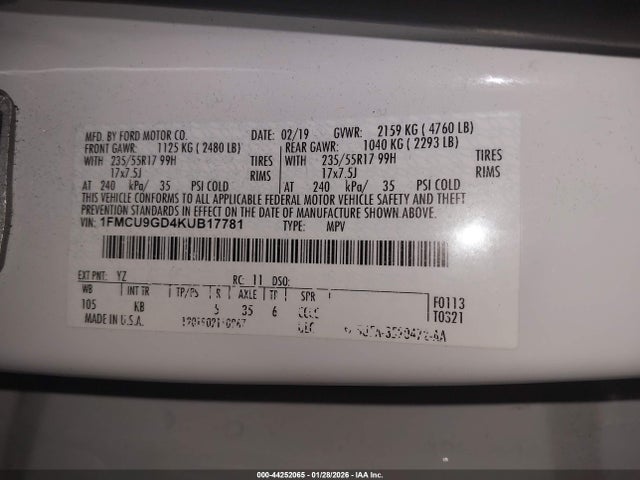 MFD. BY FORD MOTOR CO. DATE: 02/19 GVWR: 2159 KG ( 4760 LB)
FRONT GAWR: 1125 KG ( 2480 LB) REAR GAWR: 1040 KG ( 2293 LB)
WITH 235/55R17 99H TIRES WITH 235/55R17 99H TIRES
17x7.5J RIMS 17x7.5J RIMS
AT 240 kPa/ 35 PSI COLD AT 240 kPa/ 35 PSI COLD
THIS VEHICLE CONFORMS TO ALL APPLICABLE FEDERAL MOTOR VEHICLE SAFETY AND THEFT
PREVENTION STANDARDS IN EFFECT ON THE DATE OF MANUFACTURE SHOWN ABOVE.
VIN: 1FMCU9GD4KUB17781 TYPE: MPV
EXT PNT: YZ RC: 11 DSO:
WB INT TR TP/PS R AXLE TR SPR
105 KB 5 35 6 F0113
MADE IN U.S.A. T0S21
000-44252065 | 01/28/2026 | IAA Inc.